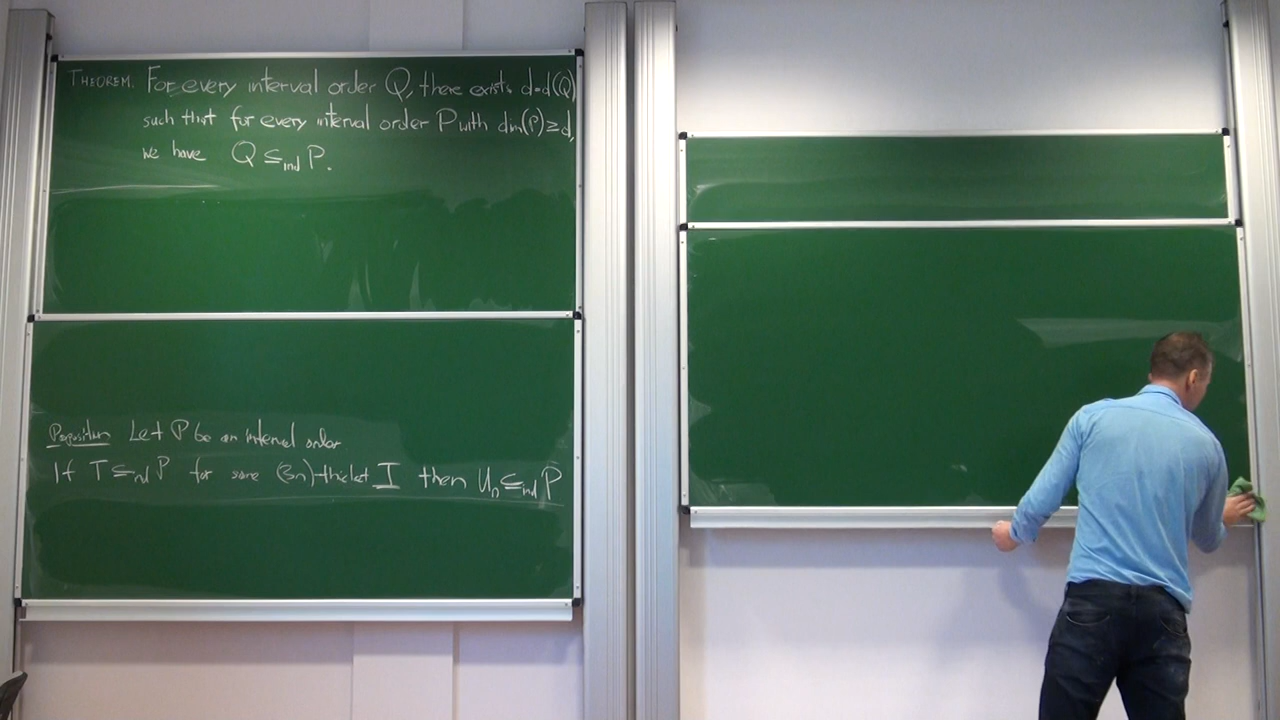 THEOREM. For every interval order Q, there exists d=d(Q)
such that for every interval order P with dim(P)≥d,
we have Q ⊆ind P.
Proposition Let P be an interval order
If T ⊆ind P for some (3n)-thicket I then Un ⊆ind P